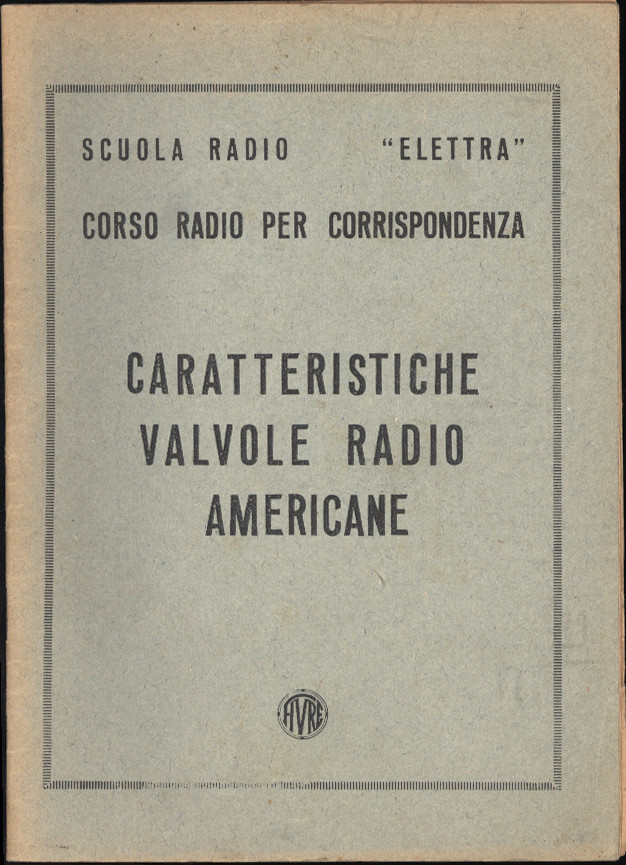 SCUOLA RADIO "ELETTRA"
CORSO RADIO PER CORRISPONDENZA
CARATTERISTICHE
VALVOLE RADIO
AMERICANE
FIVRE